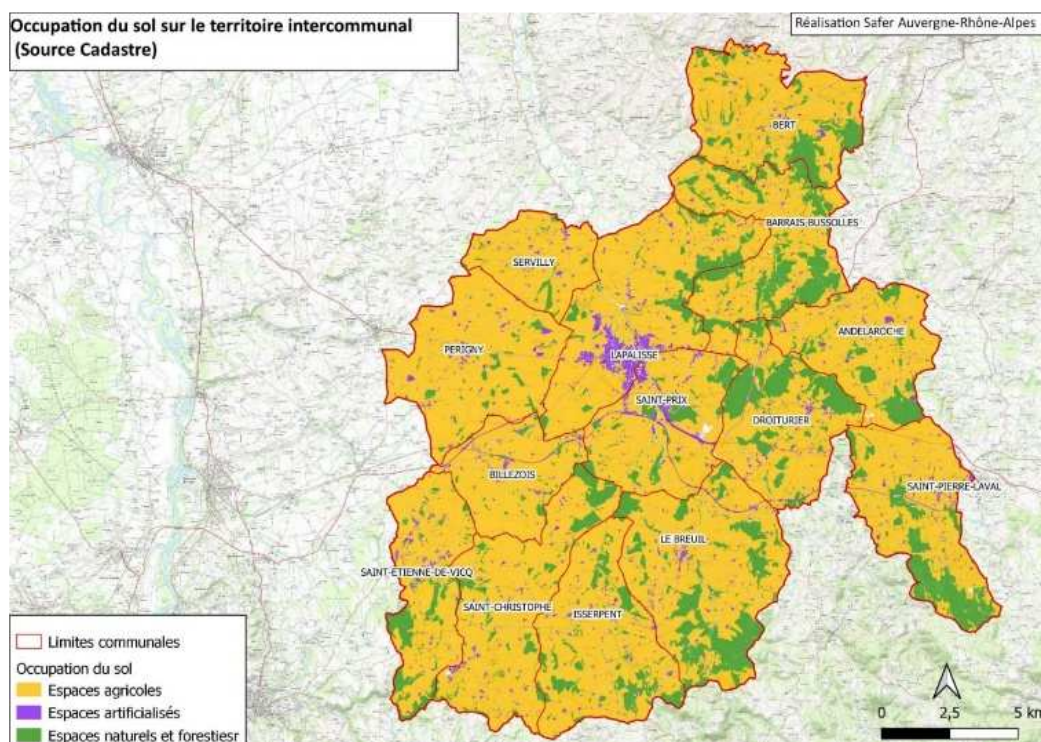 Occupation du sol sur le territoire intercommunal
(Source Cadastre)
Réalisation Safer Auvergne-Rhône-Alpes
BERT
BARRAIS-BUSSOLLES
SERVILLY
ANDELAROCHE
PERIGNY
LAPALISSE
SAINT-PRIX
DROITURIER
BILLEZOIS
SAINT-PIERRE-LAVAL
LE BREUIL
SAINT-ETIENNE-DE-VICQ
SAINT-CHRISTOPHE
ISSERPENT
Limites communales
Occupation du sol
Espaces agricoles
Espaces artificialisés
Espaces naturels et forestiesr
0 2,5 5 km